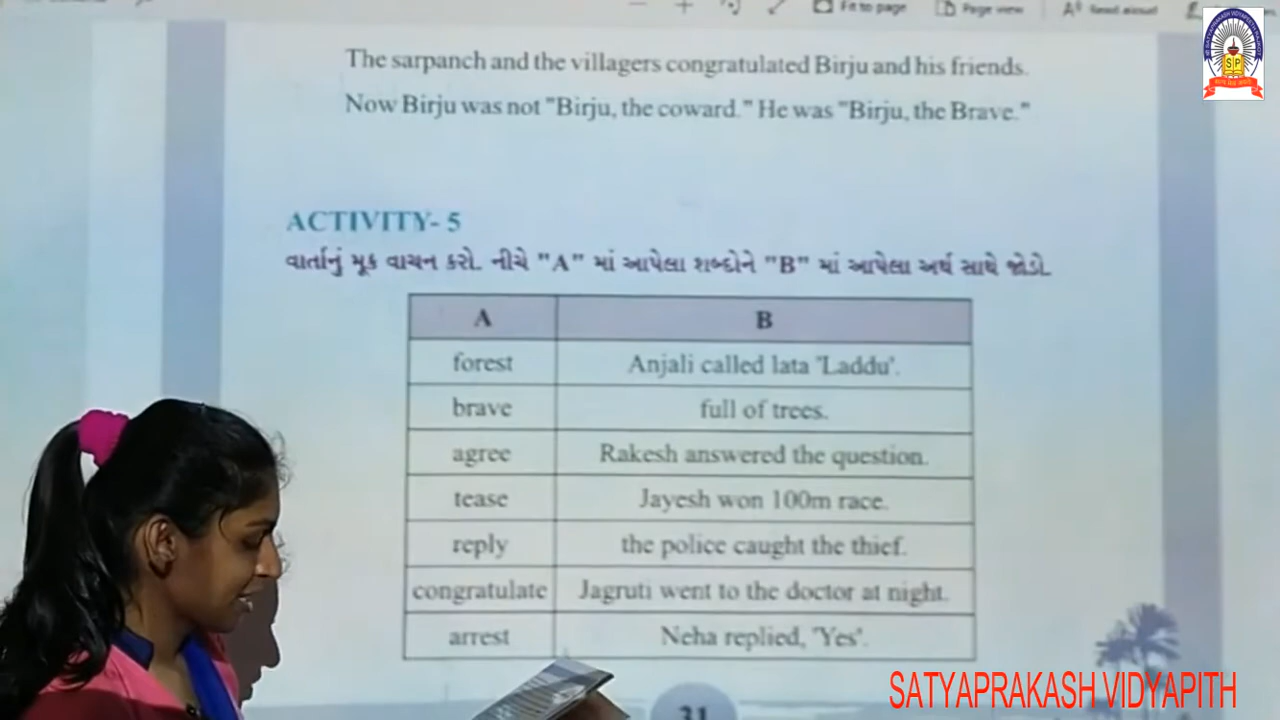 Fit to page Page view Read aloud
The sarpanch and the villagers congratulated Birju and his friends.
Now Birju was not "Birju, the coward." He was "Birju, the Brave."
ACTIVITY- 5
વાર્તાનું મૂક વાચન કરો. નીચે "A" માં આપેલા શબ્દોને "B" માં આપેલા અર્થ સાથે જોડો.
A B
forest Anjali called lata 'Laddu'.
brave full of trees.
agree Rakesh answered the question.
tease Jayesh won 100m race.
reply the police caught the thief.
congratulate Jagruti went to the doctor at night.
arrest Neha replied, 'Yes'.
31
SATYAPRAKASH VIDYAPITH
SP